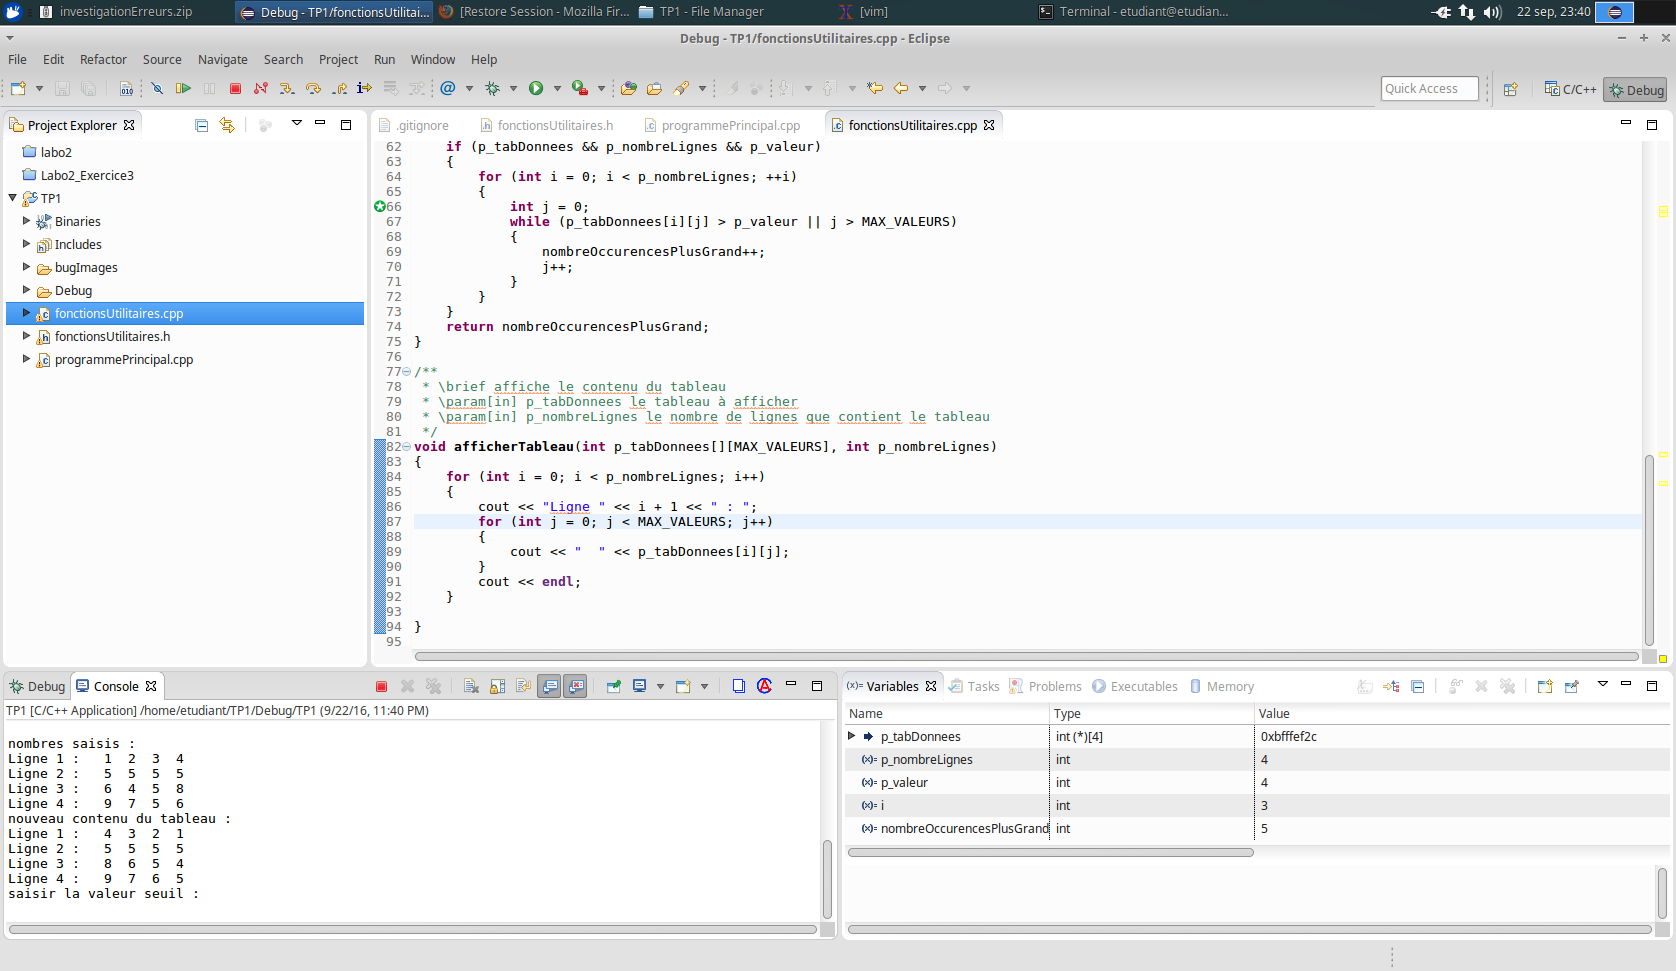 investigationErreurs.zip
Debug - TP1/fonctionsUtilitai...
[Restore Session - Mozilla Fir...
TP1 - File Manager
[vim]
Terminal - etudiant@etudian...
22 sep, 23:40
Debug - TP1/fonctionsUtilitaires.cpp - Eclipse
File Edit Refactor Source Navigate Search Project Run Window Help
Quick Access
C/C++
Debug
Project Explorer
labo2
Labo2_Exercice3
TP1
Binaries
Includes
bugImages
Debug
fonctionsUtilitaires.cpp
fonctionsUtilitaires.h
programmePrincipal.cpp
.gitignore
fonctionsUtilitaires.h
programmePrincipal.cpp
fonctionsUtilitaires.cpp
62 if (p_tabDonnees && p_nombreLignes && p_valeur)
63 {
64 for (int i = 0; i < p_nombreLignes; ++i)
65 {
66 int j = 0;
67 while (p_tabDonnees[i][j] > p_valeur || j > MAX_VALEURS)
68 {
69 nombreOccurencesPlusGrand++;
70 j++;
71 }
72 }
73 }
74 return nombreOccurencesPlusGrand;
75 }
76
77 /**
78 * \brief affiche le contenu du tableau
79 * \param[in] p_tabDonnees le tableau à afficher
80 * \param[in] p_nombreLignes le nombre de lignes que contient le tableau
81 */
82 void afficherTableau(int p_tabDonnees[][MAX_VALEURS], int p_nombreLignes)
83 {
84 for (int i = 0; i < p_nombreLignes; i++)
85 {
86 cout << "Ligne " << i + 1 << " : ";
87 for (int j = 0; j < MAX_VALEURS; j++)
88 {
89 cout << "  " << p_tabDonnees[i][j];
90 }
91 cout << endl;
92 }
93
94 }
95
Debug
Console
TP1 [C/C++ Application] /home/etudiant/TP1/Debug/TP1 (9/22/16, 11:40 PM)
nombres saisis :
Ligne 1 :   1  2  3  4
Ligne 2 :   5  5  5  5
Ligne 3 :   6  4  5  8
Ligne 4 :   9  7  5  6
nouveau contenu du tableau :
Ligne 1 :   4  3  2  1
Ligne 2 :   5  5  5  5
Ligne 3 :   8  6  5  4
Ligne 4 :   9  7  6  5
saisir la valeur seuil :
(x)= Variables
Tasks
Problems
Executables
Memory
Name Type Value
p_tabDonnees int (*)[4] 0xbfffef2c
(x)= p_nombreLignes int 4
(x)= p_valeur int 4
(x)= i int 3
(x)= nombreOccurencesPlusGrand int 5